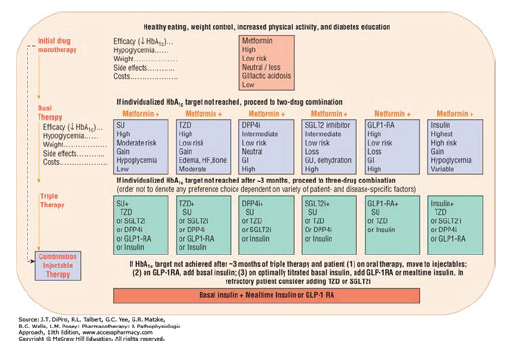 Healthy eating, weight control, increased physical activity, and diabetes education
Initial drug
monotherapy
Efficacy (↓HbA1c)...
Hypoglycemia......
Weight..................
Side effects...........
Costs....................
Metformin
High
Low risk
Neutral / loss
GI/lactic acidosis
Low
If individualized HbA1c target not reached, proceed to two-drug combination
Dual
Therapy
Efficacy (↓HbA1c)...
Hypoglycemia......
Weight..................
Side effects...........
Costs....................
Metformin +
SU
High
Moderate risk
Gain
Hypoglycemia
Low
Metformin +
TZD
High
Low risk
Gain
Edema, HF, Bone
Moderate
Metformin +
DPP4i
Intermediate
Low risk
Neutral
GI
High
Metformin +
SGLT2 inhibitor
Intermediate
Low risk
Loss
GU, dehydration
High
Metformin +
GLP1-RA
High
Low risk
Loss
GI
High
Metformin +
Insulin
Highest
High risk
Gain
Hypoglycemia
Variable
If individualized HbA1c target not reached after ~3 months, proceed to three-drug combination
(order not to denote any preference choice dependent on variety of patient- and disease-specific factors)
Triple
Therapy
SU+
TZD
or SGLT2i
or DPP4i
or GLP1-RA
or Insulin
TZD+
SU
or SGLT2i
or DPP4i
or GLP1-RA
or Insulin
DPP4i+
SU
or TZD
or SGLT2i
or Insulin
SGLT2i+
SU
or TZD
or DPP4i
or Insulin
GLP1-RA+
SU
or TZD
or Insulin
Insulin+
TZD
or SGLT2i
or DPP4i
or GLP1-RA
Combination
Injectable
Therapy
If HbA1c target not achieved after ~3 months of triple therapy and patient (1) on oral therapy, move to injectables;
(2) on GLP-1RA, add basal insulin; (3) on optimally titrated basal insulin, add GLP-1RA or mealtime insulin. In
refractory patient consider adding TZD or SGLT2i
Basal insulin + Mealtime Insulin or GLP-1 RA
Source: J.T. DiPiro, R.L. Talbert, G.C. Yee, G.R. Matzke,
B.G. Wells, L.M. Posey: Pharmacotherapy: A Pathophysiologic
Approach, 10th Edition, www.accesspharmacy.com
Copyright © McGraw-Hill Education. All rights reserved.